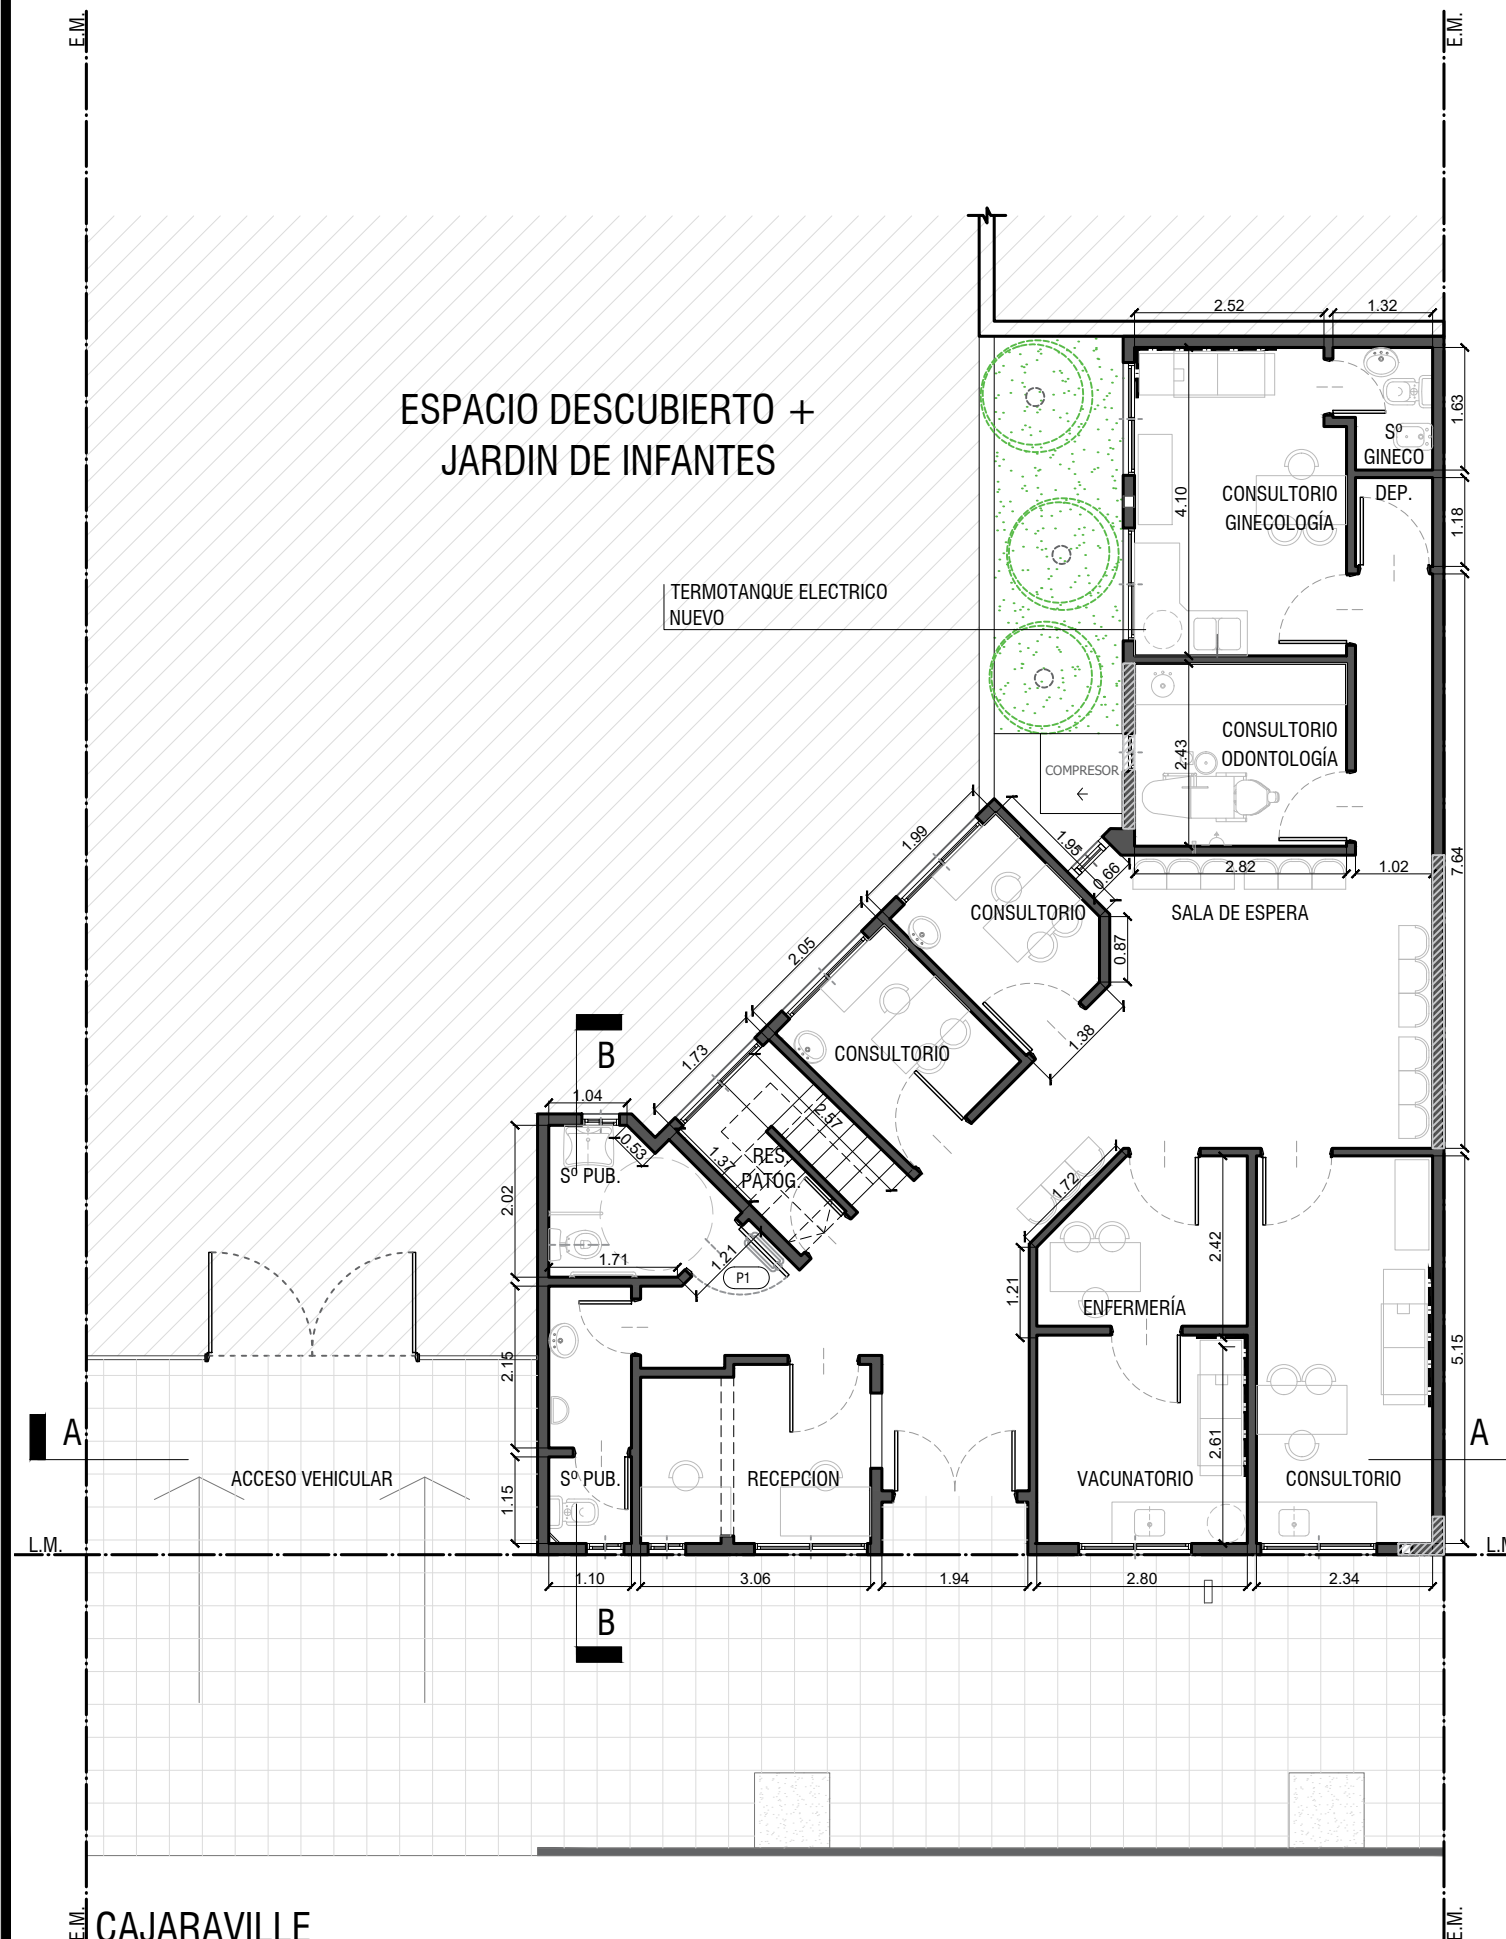 E.M.
E.M.
2.52
1.32
1.63
Sº
GINECO
ESPACIO DESCUBIERTO +
JARDIN DE INFANTES
4.10
CONSULTORIO
GINECOLOGÍA
DEP.
1.18
TERMOTANQUE ELECTRICO
NUEVO
CONSULTORIO
ODONTOLOGÍA
2.43
COMPRESOR
1.99
1.95
0.66
2.82
1.02
7.64
CONSULTORIO
SALA DE ESPERA
0.87
2.05
1.38
CONSULTORIO
1.73
B
1.04
2.57
0.53
1.37
RES.
PATOG.
Sº PUB.
1.72
2.02
1.71
1.21
P1
2.42
1.21
ENFERMERÍA
2.15
5.15
A
A
2.61
ACCESO VEHICULAR
Sº PUB.
RECEPCION
VACUNATORIO
CONSULTORIO
1.15
L.M.
L.M
1.10
3.06
1.94
2.80
2.34
B
E.M.
CAJARAVILLE
E.M.